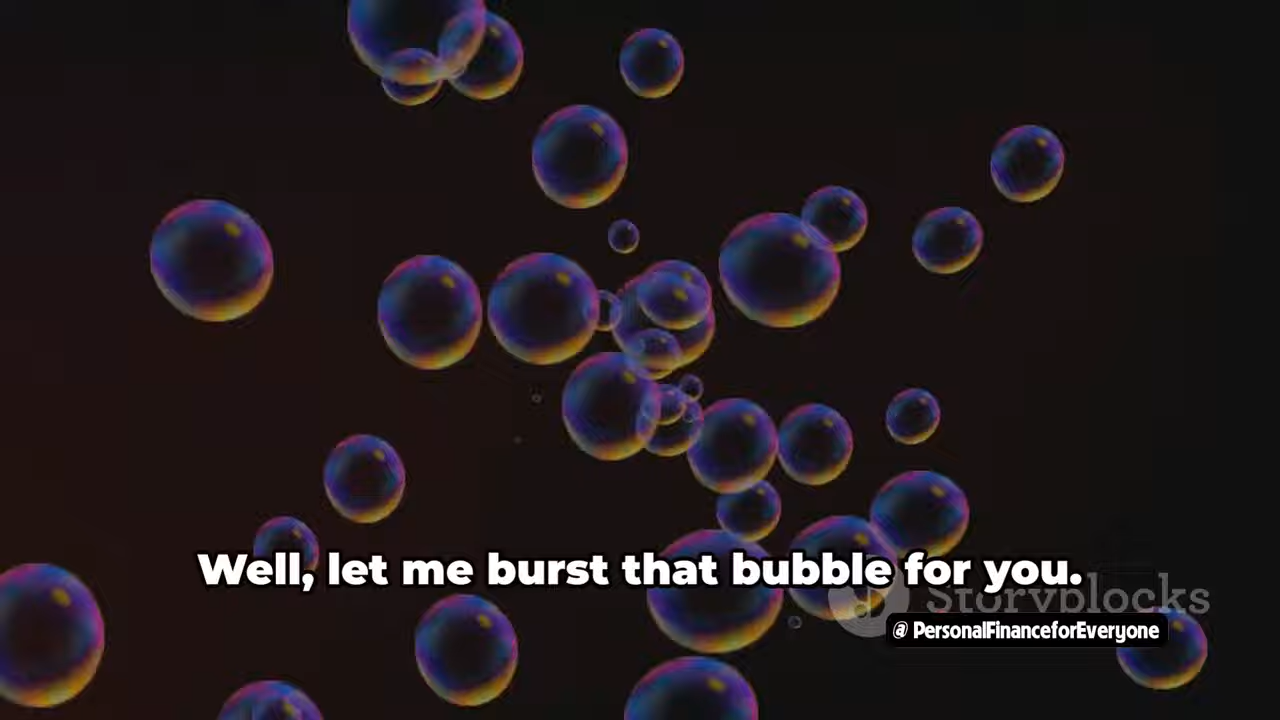 Well, let me burst that bubble for you.
Storyblocks
@ PersonalFinanceforEveryone